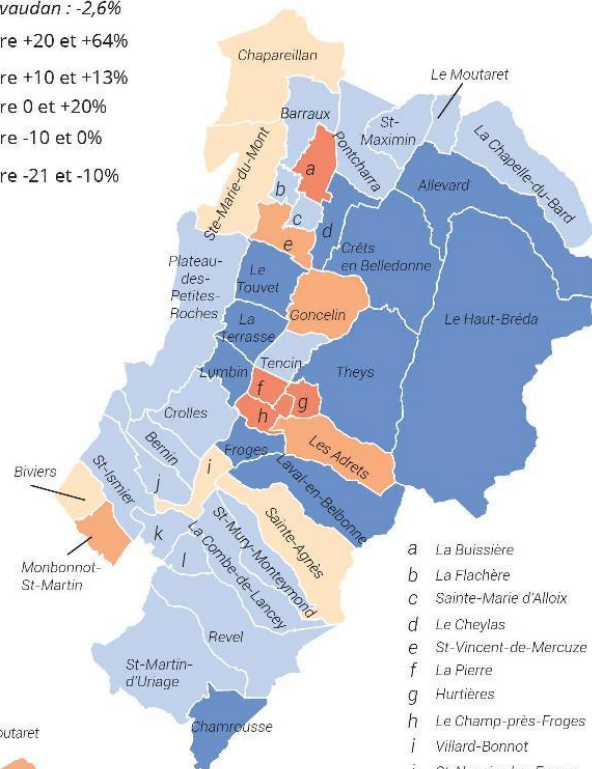 vaudan : -2,6%
re +20 et +64%
re +10 et +13%
re 0 et +20%
re -10 et 0%
re -21 et -10%
Chapareillan
Le Moutaret
Barraux
St-
Maximin
Pontcharra
La Chapelle-du-Bard
Ste-Marie-du-Mont
a
Allevard
b
c
d
e
Crêts
en Belledonne
Plateau-
des-
Petites-
Roches
Le
Touvet
Goncelin
Le Haut-Bréda
La
Terrasse
Tencin
Lumbin
Theys
f
g
h
Crolles
Les Adrets
Froges
Bernin
i
Laval-en-Belbonne
Biviers
St-Ismier
j
Sainte-Agnès
St-Mury-Monteymond
k
La Combe-de-Lancey
l
Monbonnot-
St-Martin
Revel
St-Martin-
d'Uriage
Chamrousse
a La Buissière
b La Flachère
c Sainte-Marie d'Alloix
d Le Cheylas
e St-Vincent-de-Mercuze
f La Pierre
g Hurtières
h Le Champ-près-Froges
i Villard-Bonnot
outaret